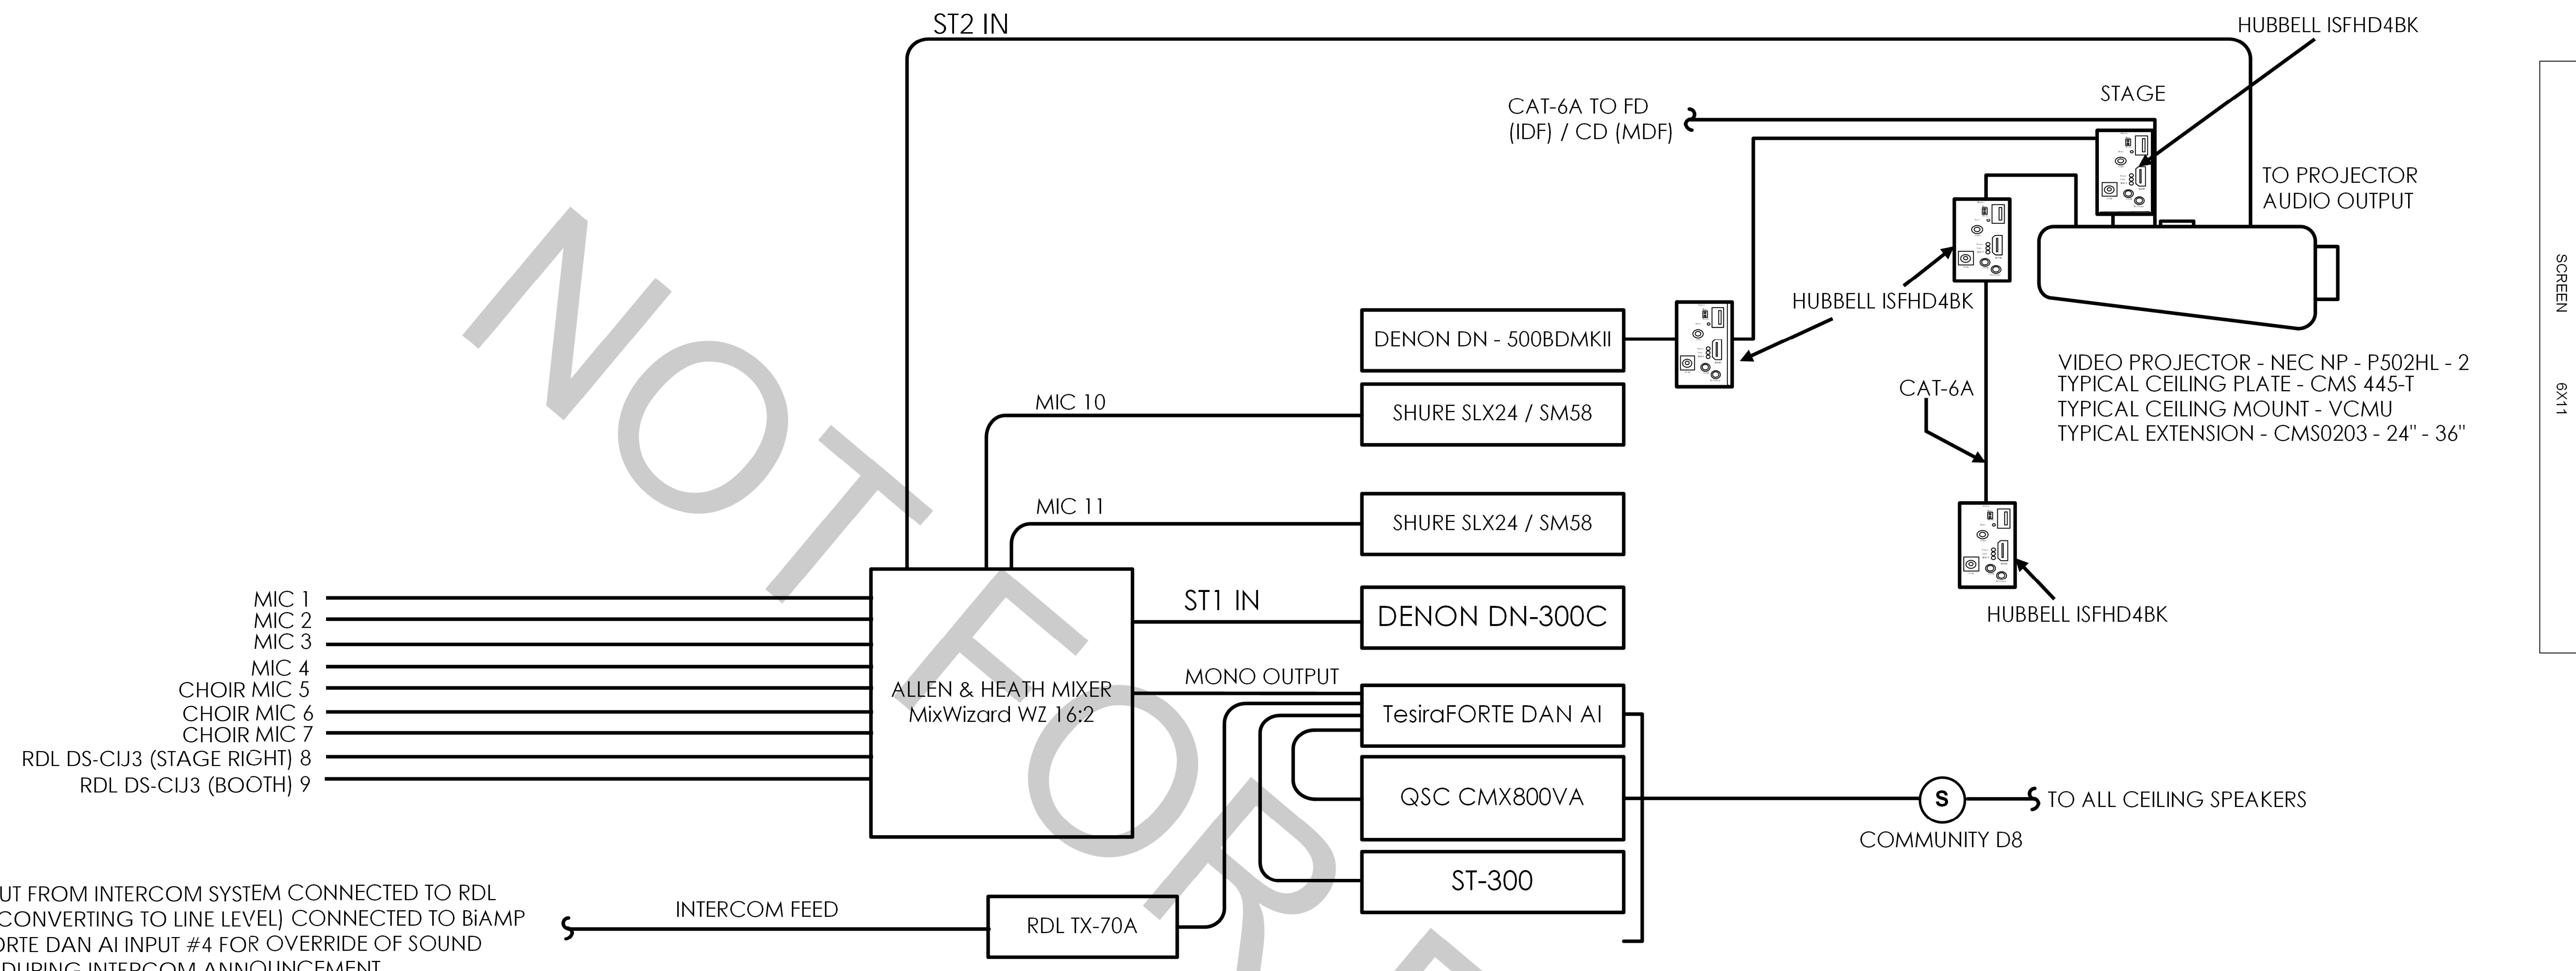 ST2 IN
HUBBELL ISFHD4BK
STAGE
CAT-6A TO FD
(IDF) / CD (MDF)
TO PROJECTOR
AUDIO OUTPUT
SCREEN 6X11
HUBBELL ISFHD4BK
DENON DN - 500BDMKII
VIDEO PROJECTOR - NEC NP - P502HL - 2
TYPICAL CEILING PLATE - CMS 445-T
TYPICAL CEILING MOUNT - VCMU
TYPICAL EXTENSION - CMS0203 - 24" - 36"
CAT-6A
MIC 10
SHURE SLX24 / SM58
MIC 11
SHURE SLX24 / SM58
HUBBELL ISFHD4BK
ST1 IN
DENON DN-300C
MIC 1
MIC 2
MIC 3
MIC 4
CHOIR MIC 5
CHOIR MIC 6
CHOIR MIC 7
RDL DS-CIJ3 (STAGE RIGHT) 8
RDL DS-CIJ3 (BOOTH) 9
ALLEN & HEATH MIXER
MixWizard WZ 16:2
MONO OUTPUT
TesiraFORTE DAN AI
QSC CMX800VA
S
TO ALL CEILING SPEAKERS
COMMUNITY D8
ST-300
UT FROM INTERCOM SYSTEM CONNECTED TO RDL
CONVERTING TO LINE LEVEL) CONNECTED TO BiAMP
ORTE DAN AI INPUT #4 FOR OVERRIDE OF SOUND
DURING INTERCOM ANNOUNCEMENT
INTERCOM FEED
RDL TX-70A
NOT FOR